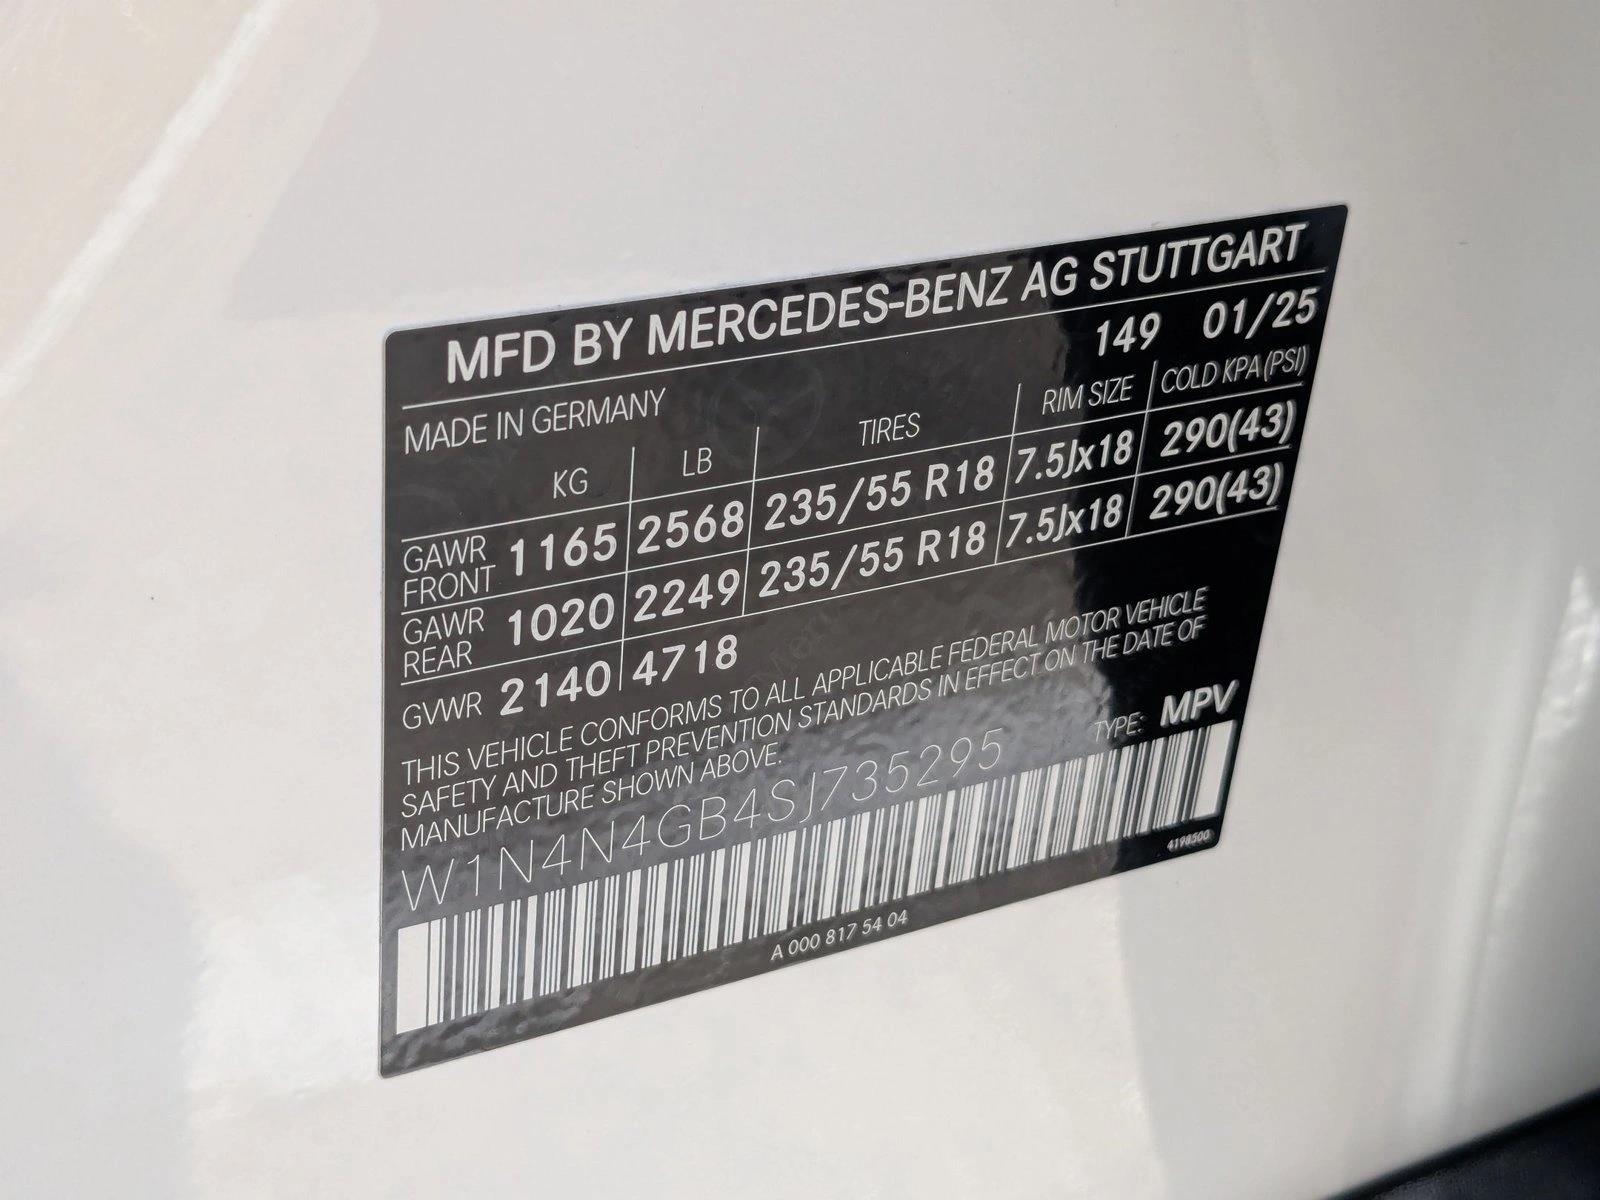 MFD BY MERCEDES-BENZ AG STUTTGART
MADE IN GERMANY 149 01/25
KG LB TIRES RIM SIZE COLD KPA (PSI)
GAWR FRONT 1165 2568 235/55 R18 7.5Jx18 290(43)
GAWR REAR 1020 2249 235/55 R18 7.5Jx18 290(43)
GVWR 2140 4718
THIS VEHICLE CONFORMS TO ALL APPLICABLE FEDERAL MOTOR VEHICLE
SAFETY AND THEFT PREVENTION STANDARDS IN EFFECT ON THE DATE OF
MANUFACTURE SHOWN ABOVE.
W1N4N4GB4SJ735295 TYPE: MPV
4198500
A 000 817 54 04